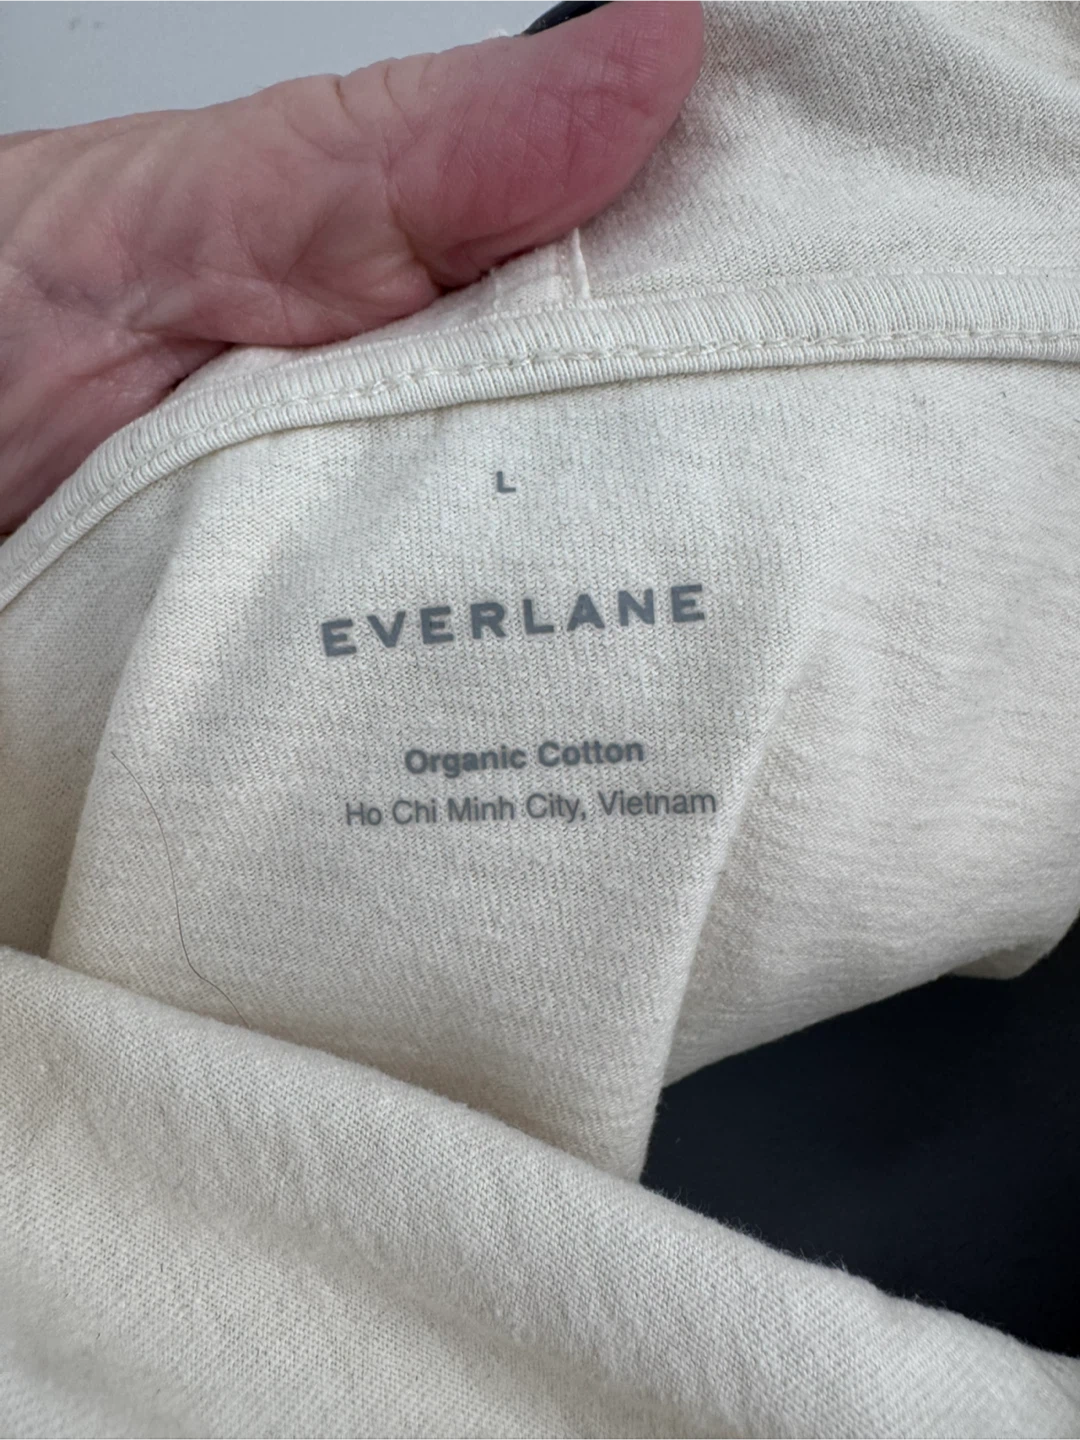 L
EVERLANE
Organic Cotton
Ho Chi Minh City, Vietnam